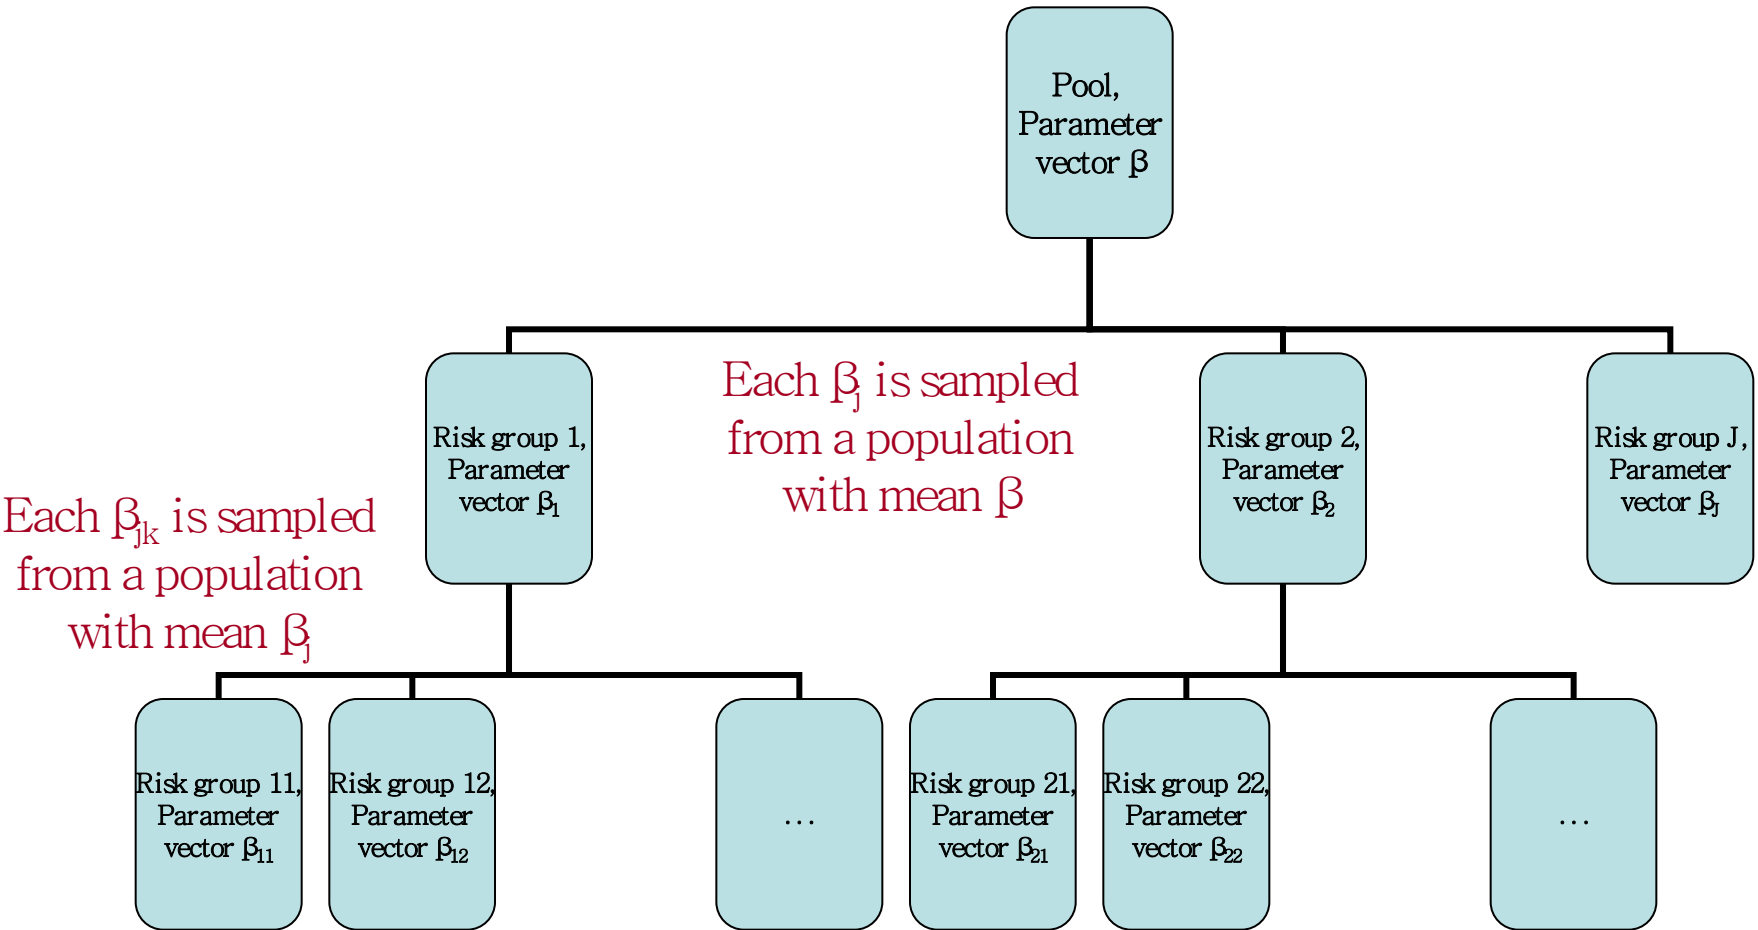 Pool,
Parameter
vector β
Each βj is sampled
from a population
with mean β
Risk group 1,
Parameter
vector β1
Risk group 2,
Parameter
vector β2
Risk group J,
Parameter
vector βJ
Each βjk is sampled
from a population
with mean βj
Risk group 11,
Parameter
vector β11
Risk group 12,
Parameter
vector β12
…
Risk group 21,
Parameter
vector β21
Risk group 22,
Parameter
vector β22
…